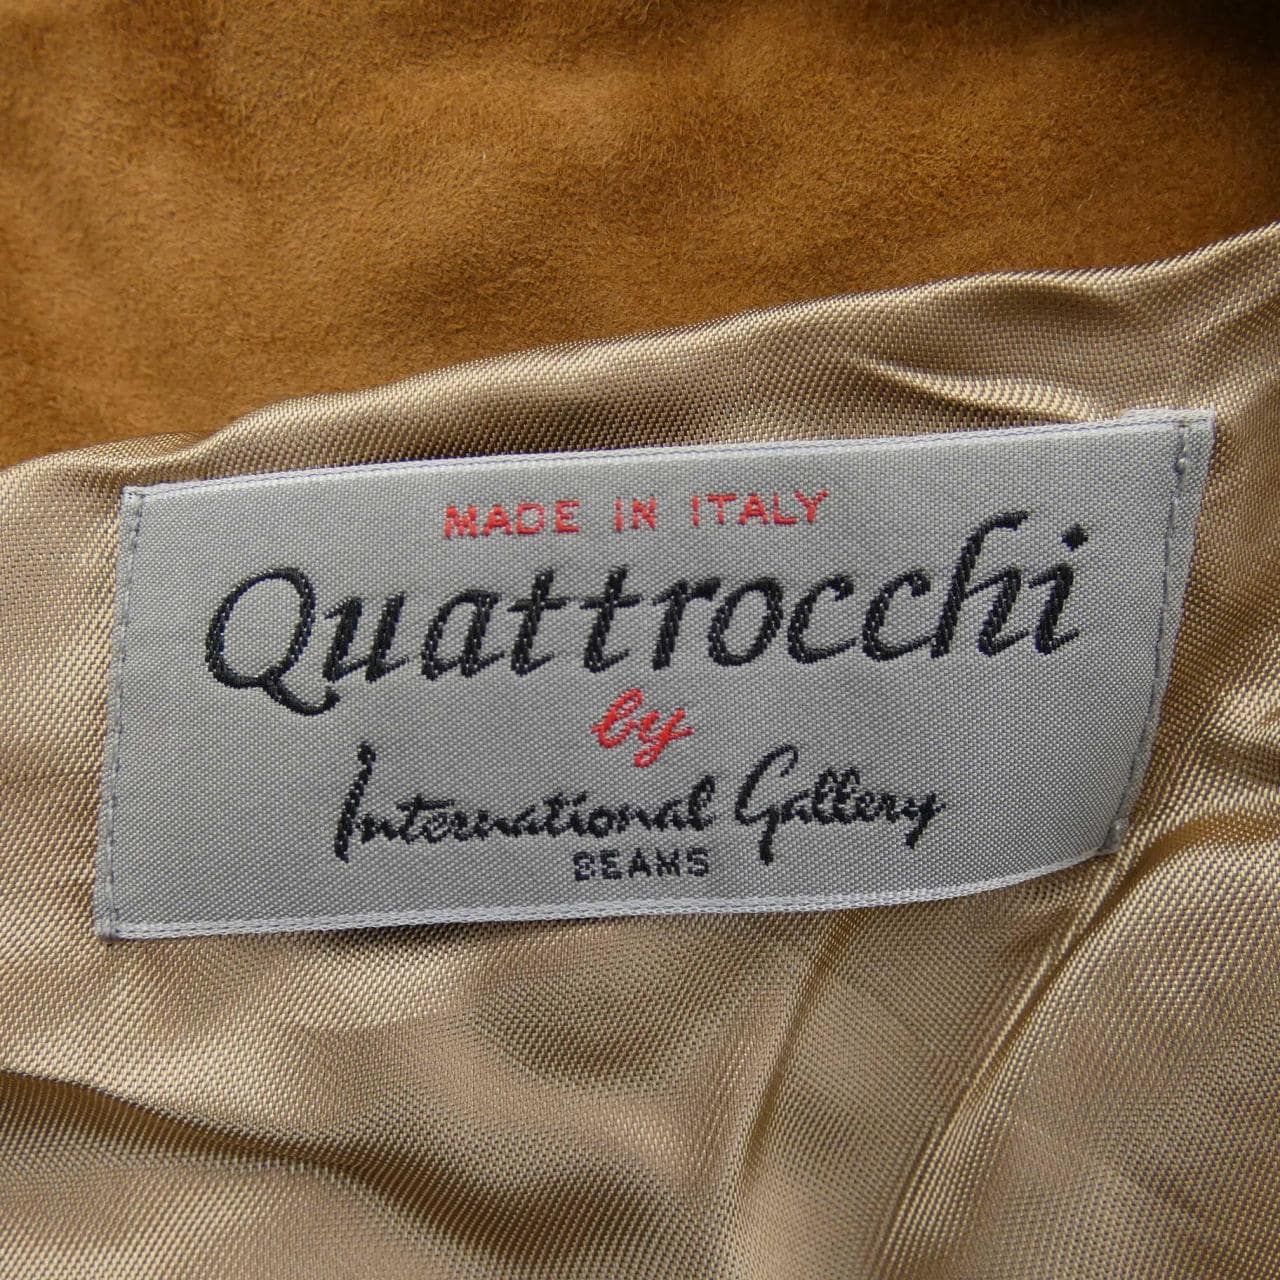 MADE IN ITALY
Quattrocchi
by
International Gallery
BEAMS